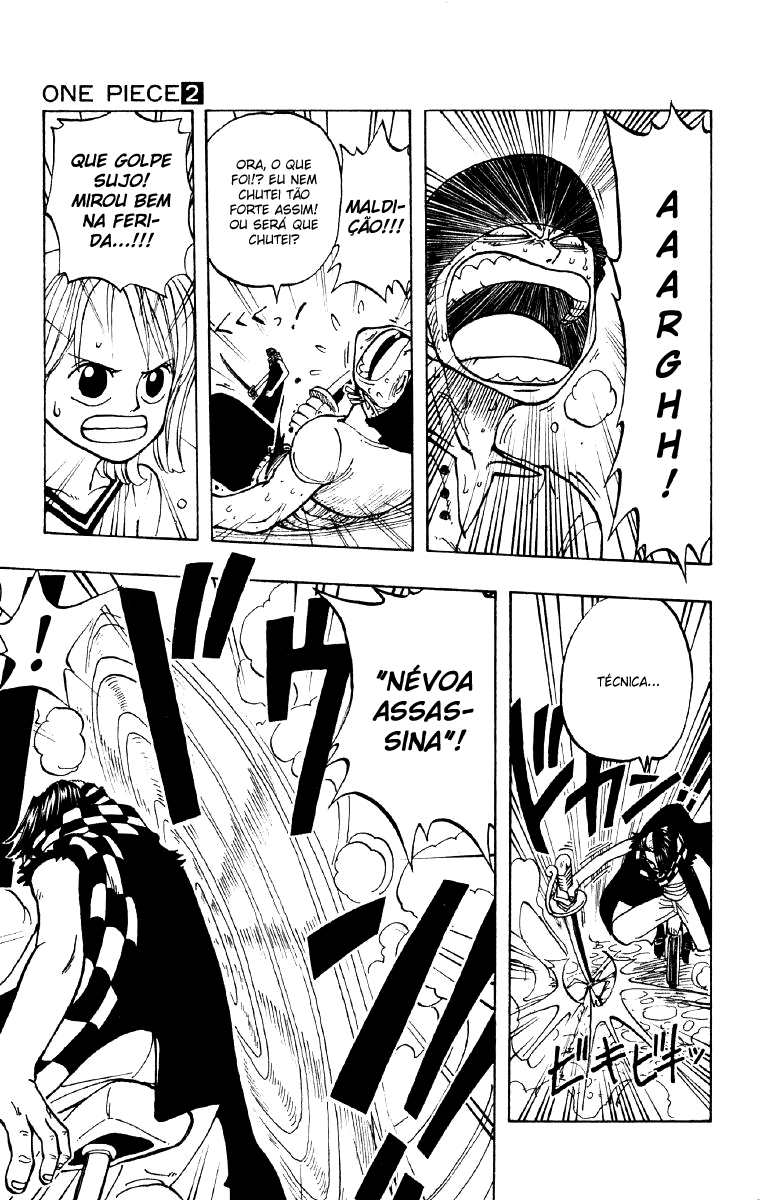 ONE PIECE 2
AAARGHH!
MALDI-
ÇÃO!!!
ORA, O QUE
FOI!? EU NEM
CHUTEI TÃO
FORTE ASSIM!
OU SERÁ QUE
CHUTEI?
くくっ!
QUE GOLPE
SUJO!
MIROU BEM
NA FERI-
DA...!!!
TÉCNICA...
ドカン!!
ビキビキッ
"NÉVOA
ASSAS-
SINA"!
!